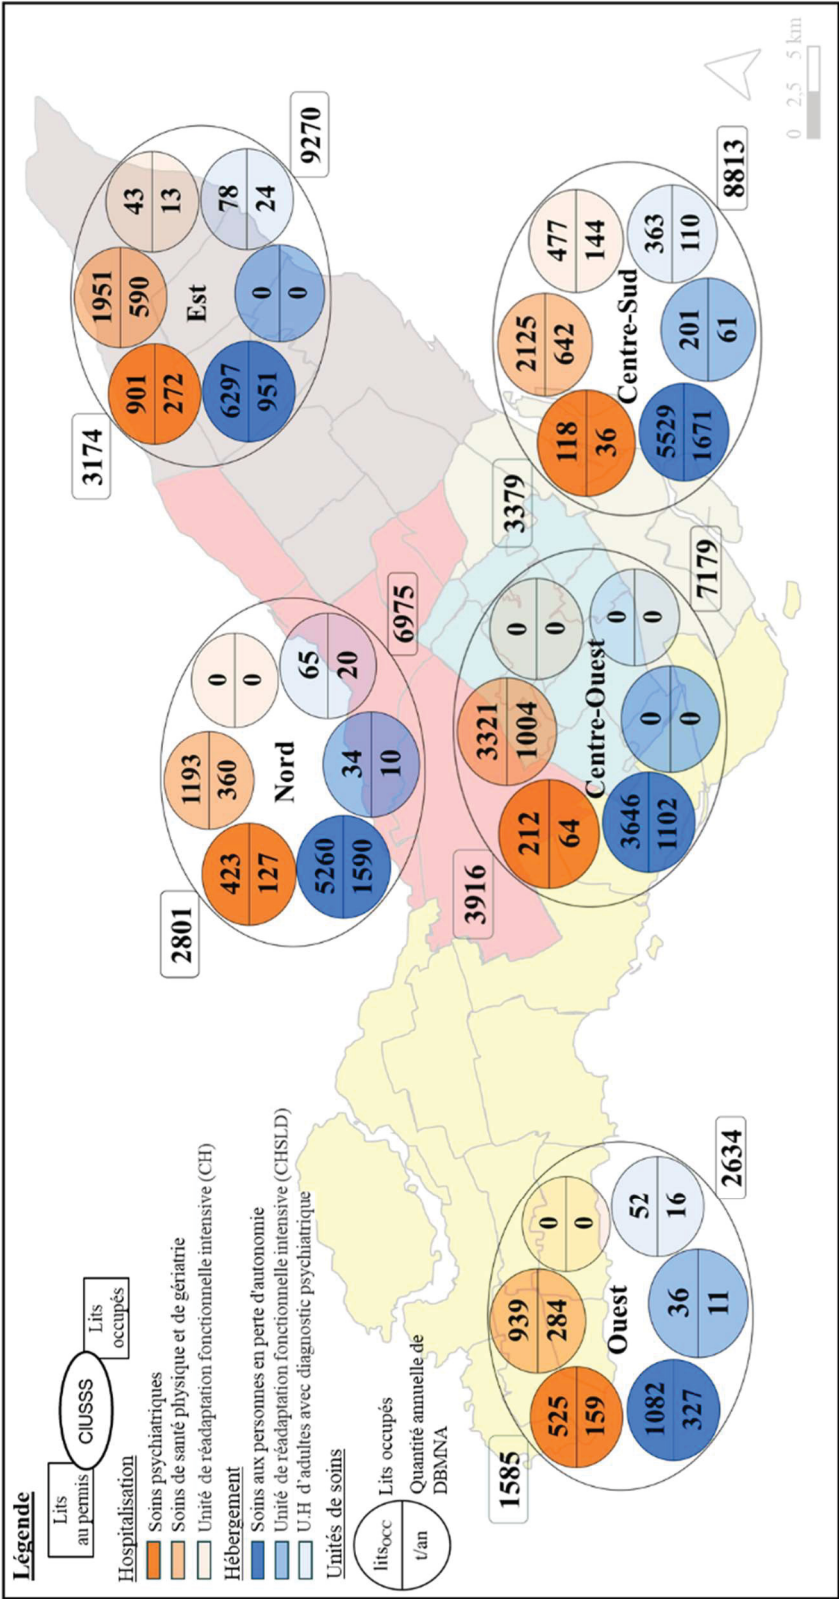 Légende
Lits
au permis
CIUSSS
Lits
occupés
Hospitalisation
Soins psychiatriques
Soins de santé physique et de gériatrie
Unité de réadaptation fonctionnelle intensive (CH)
Hébergement
Soins aux personnes en perte d'autonomie
Unité de réadaptation fonctionnelle intensive (CHSLD)
U.H d'adultes avec diagnostic psychiatrique
Unités de soins
litsOCC
t/an
Lits occupés
Quantité annuelle de
DBMNA
1585
525
159
939
284
0
0
Ouest
1082
327
36
11
52
16
2634
2801
423
127
1193
360
0
0
Nord
5260
1590
34
10
65
20
6975
3916
212
64
3321
1004
0
0
Centre-Ouest
3646
1102
0
0
0
0
7179
3174
901
272
1951
590
43
13
Est
6297
951
0
0
78
24
9270
3379
118
36
2125
642
477
144
Centre-Sud
5529
1671
201
61
363
110
8813
0 2,5 5 km